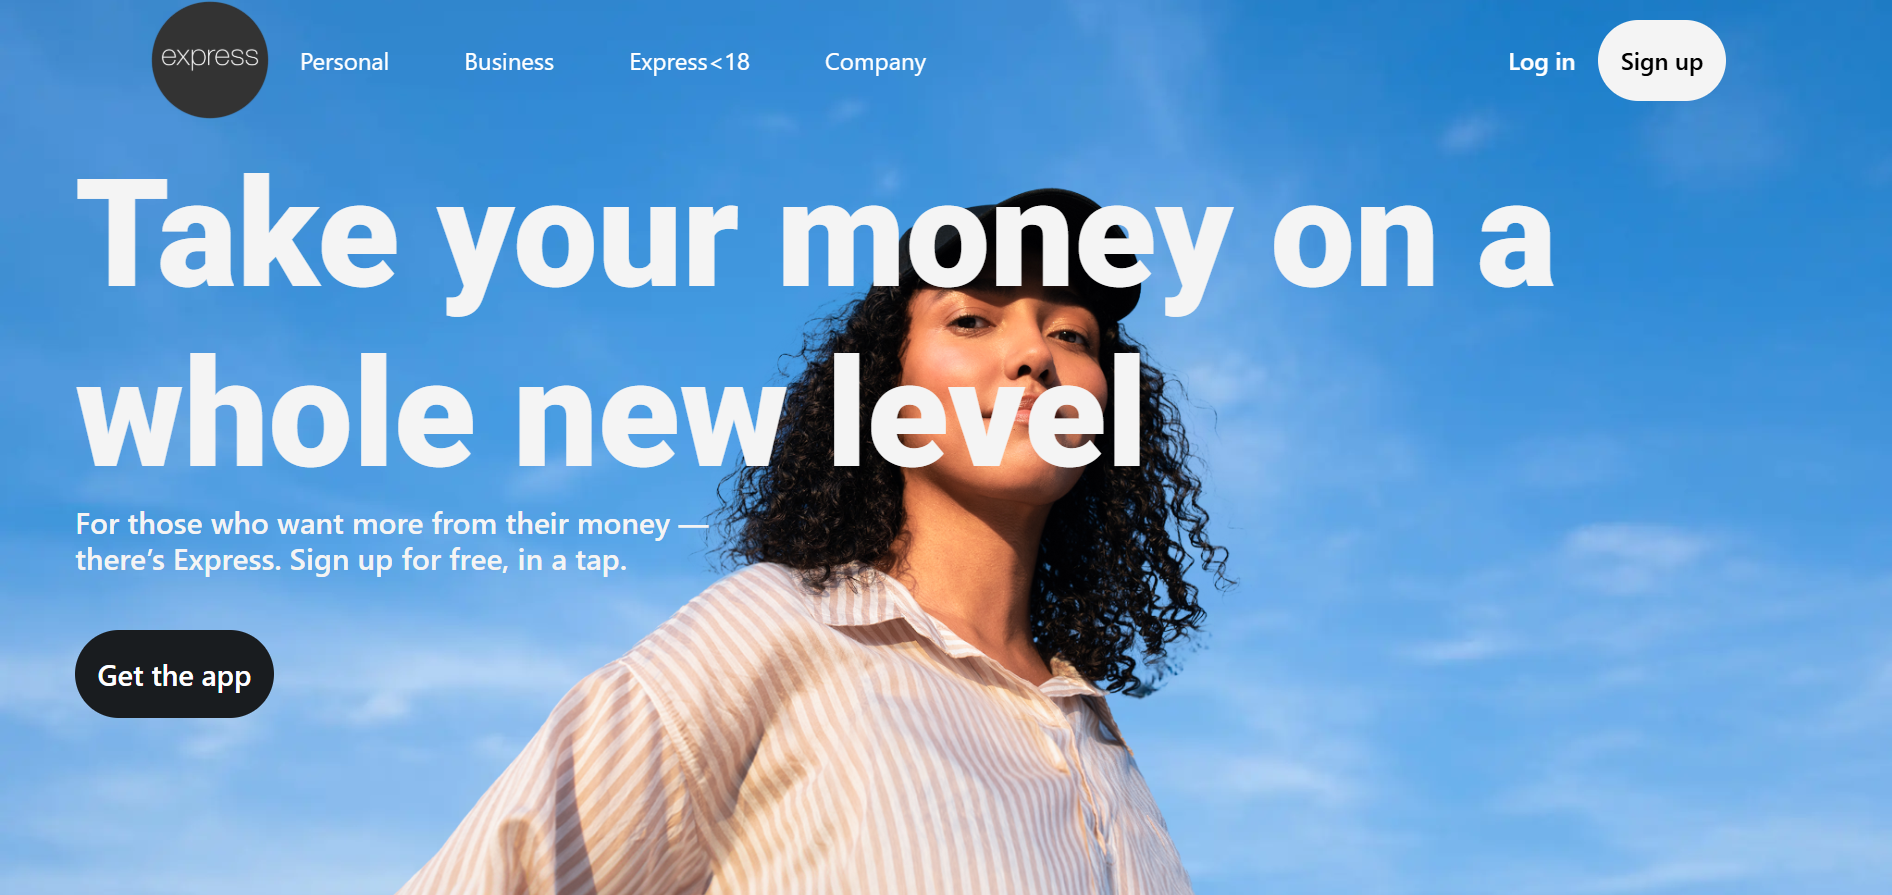 express
Personal
Business
Express<18
Company
Log in
Sign up
Take your money on a
whole new level
For those who want more from their money —
there’s Express. Sign up for free, in a tap.
Get the app